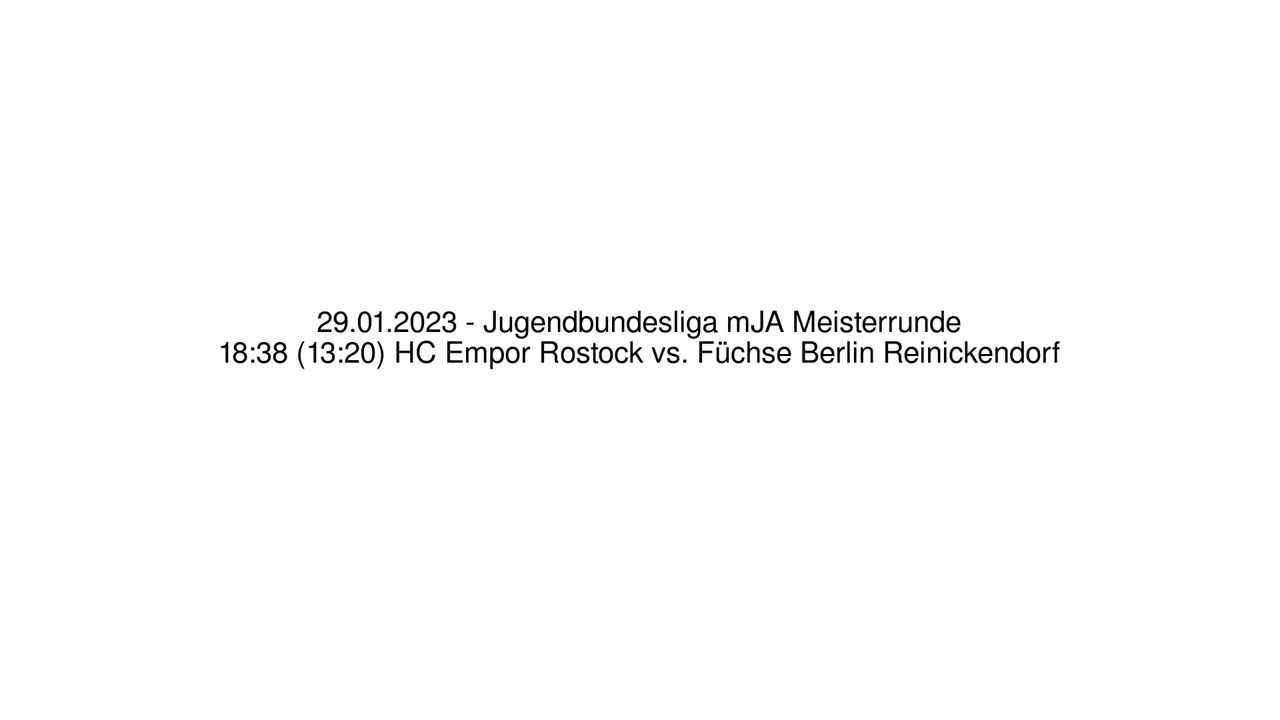 29.01.2023 - Jugendbundesliga mJA Meisterrunde
18:38 (13:20) HC Empor Rostock vs. Füchse Berlin Reinickendorf